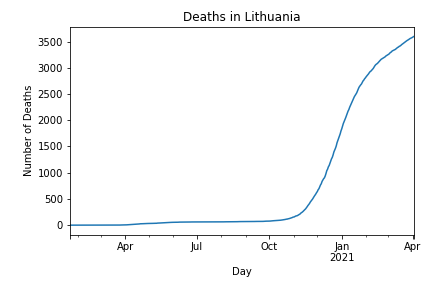 Deaths in Lithuania
Number of Deaths
3500
3000
2500
2000
1500
1000
500
0
Apr
Jul
Oct
Jan
2021
Apr
Day